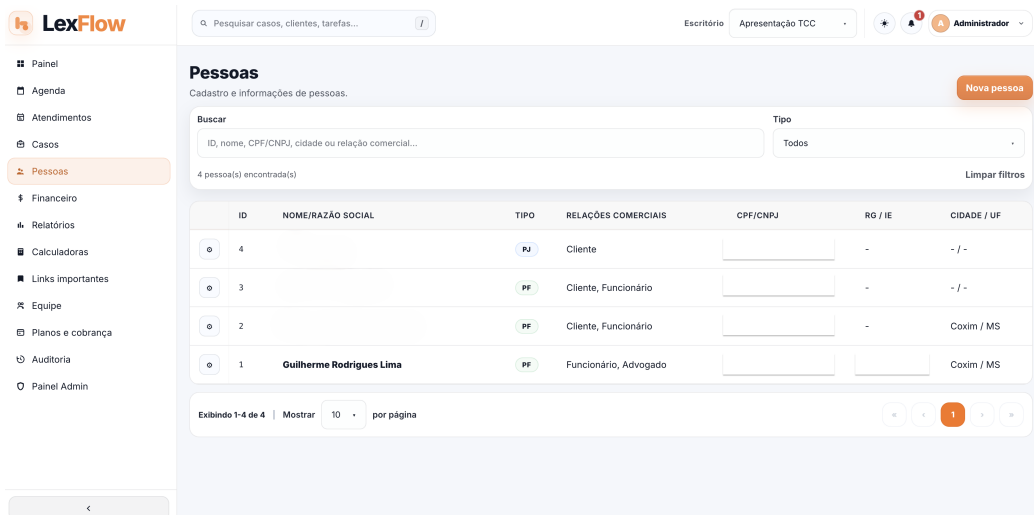 LexFlow
Pesquisar casos, clientes, tarefas... /
Escritório Apresentação TCC 1 A Administrador
Painel
Agenda
Atendimentos
Casos
Pessoas
Financeiro
Relatórios
Calculadoras
Links importantes
Equipe
Planos e cobrança
Auditoria
Painel Admin
Pessoas
Cadastro e informações de pessoas.
Nova pessoa
Buscar Tipo
ID, nome, CPF/CNPJ, cidade ou relação comercial... Todos
4 pessoa(s) encontrada(s) Limpar filtros
ID NOME/RAZÃO SOCIAL TIPO RELAÇÕES COMERCIAIS CPF/CNPJ RG / IE CIDADE / UF
4 PJ Cliente - - / -
3 PF Cliente, Funcionário - - / -
2 PF Cliente, Funcionário - Coxim / MS
1 Guilherme Rodrigues Lima PF Funcionário, Advogado Coxim / MS
Exibindo 1-4 de 4 | Mostrar 10 por página « ‹ 1 › »
‹